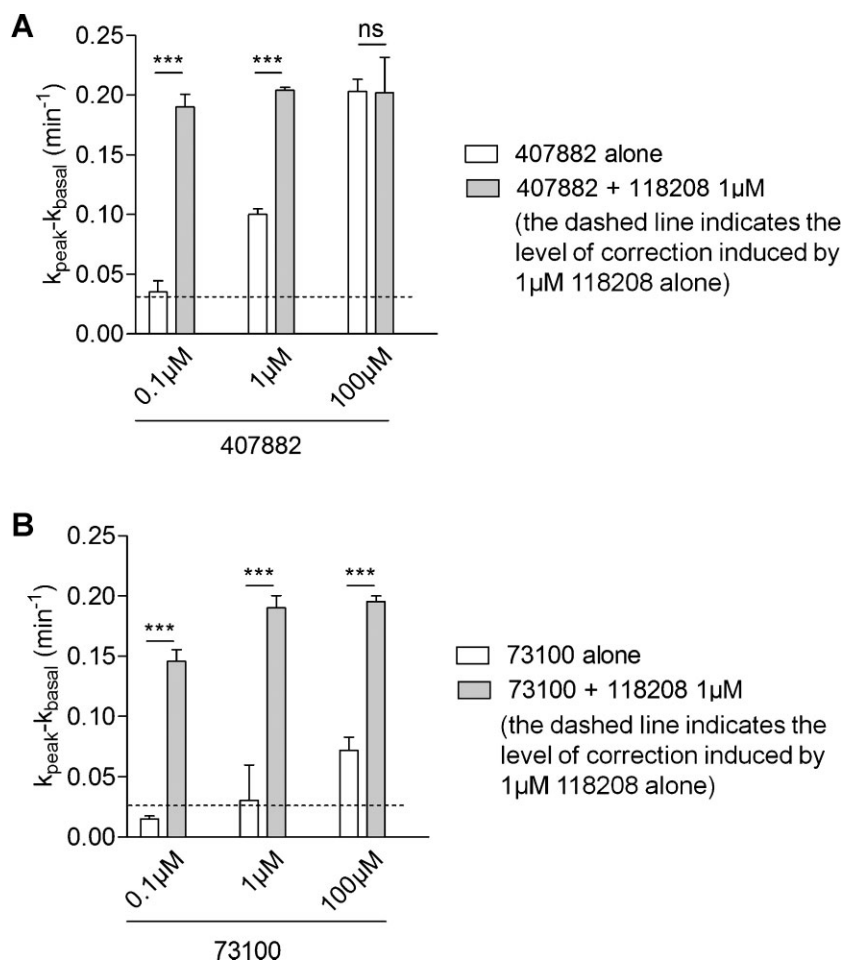 A
0.25
0.20
0.15
0.10
0.05
0.00
kpeak-kbasal (min-1)
***
***
ns
0.1µM
1µM
100µM
407882
407882 alone
407882 + 118208 1µM
(the dashed line indicates the
level of correction induced by
1µM 118208 alone)
B
0.25
0.20
0.15
0.10
0.05
0.00
kpeak-kbasal (min-1)
***
***
***
0.1µM
1µM
100µM
73100
73100 alone
73100 + 118208 1µM
(the dashed line indicates the
level of correction induced by
1µM 118208 alone)